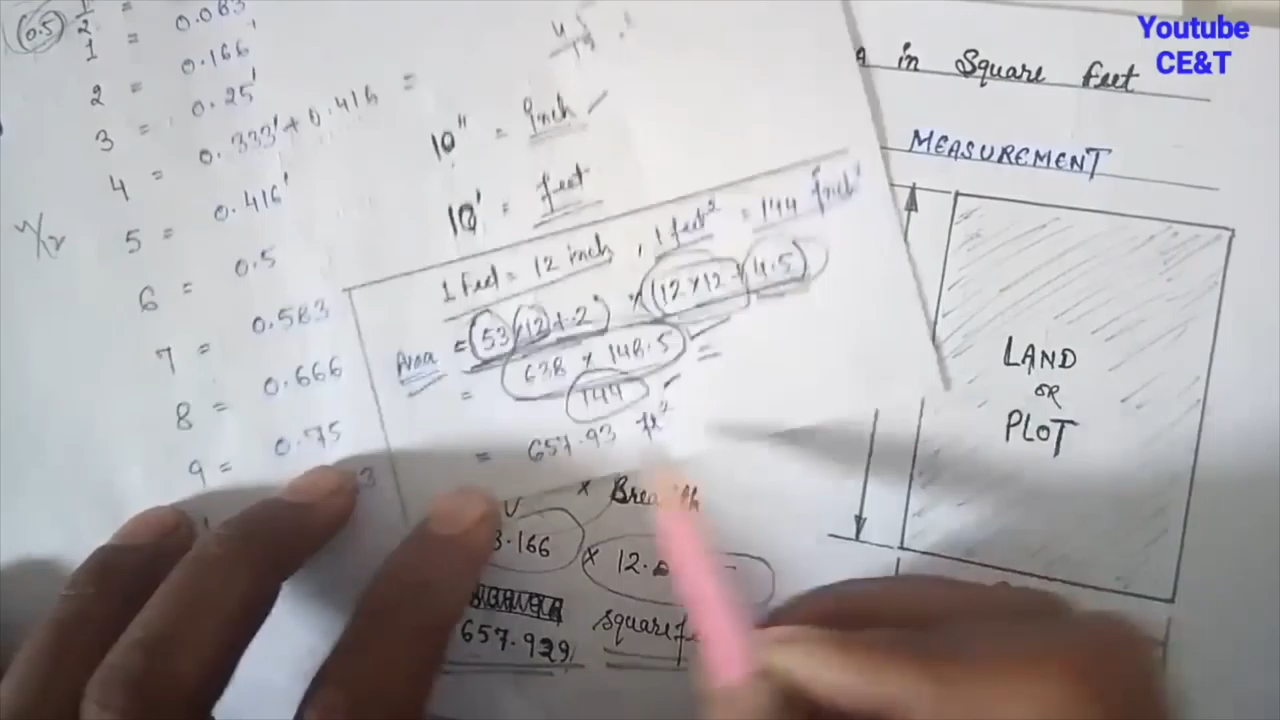 Youtube
CE&T
in Square feet
MEASUREMENT
LAND
OR
PLOT
(0.5) 1/2 =
1 = 0.083
2 = 0.166'
3 = 0.25'
4 = 0.333' + 0.416 =
5 = 0.416'
6 = 0.5
7 = 0.583
8 = 0.666
9 = 0.75
10" = Inch
10' = feet
1 Feet = 12 inch, 1 feet² = 144 Inch²
Area = (53×12+2) × (12×12+4.5)
= 638 × 148.5
144
= 657.93 ft²
× Breadth
3.166 × 12.
657.929 square